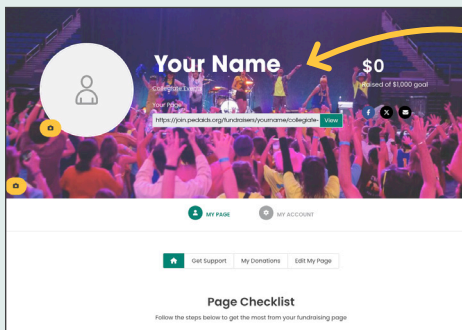 Your Name
Collegiate Events
Your Page:
https://join.pedaids.org/fundraisers/yourname/collegiate- View
$0
Raised of $1,000 goal
MY PAGE MY ACCOUNT
Get Support My Donations Edit My Page
Page Checklist
Follow the steps below to get the most from your fundraising page